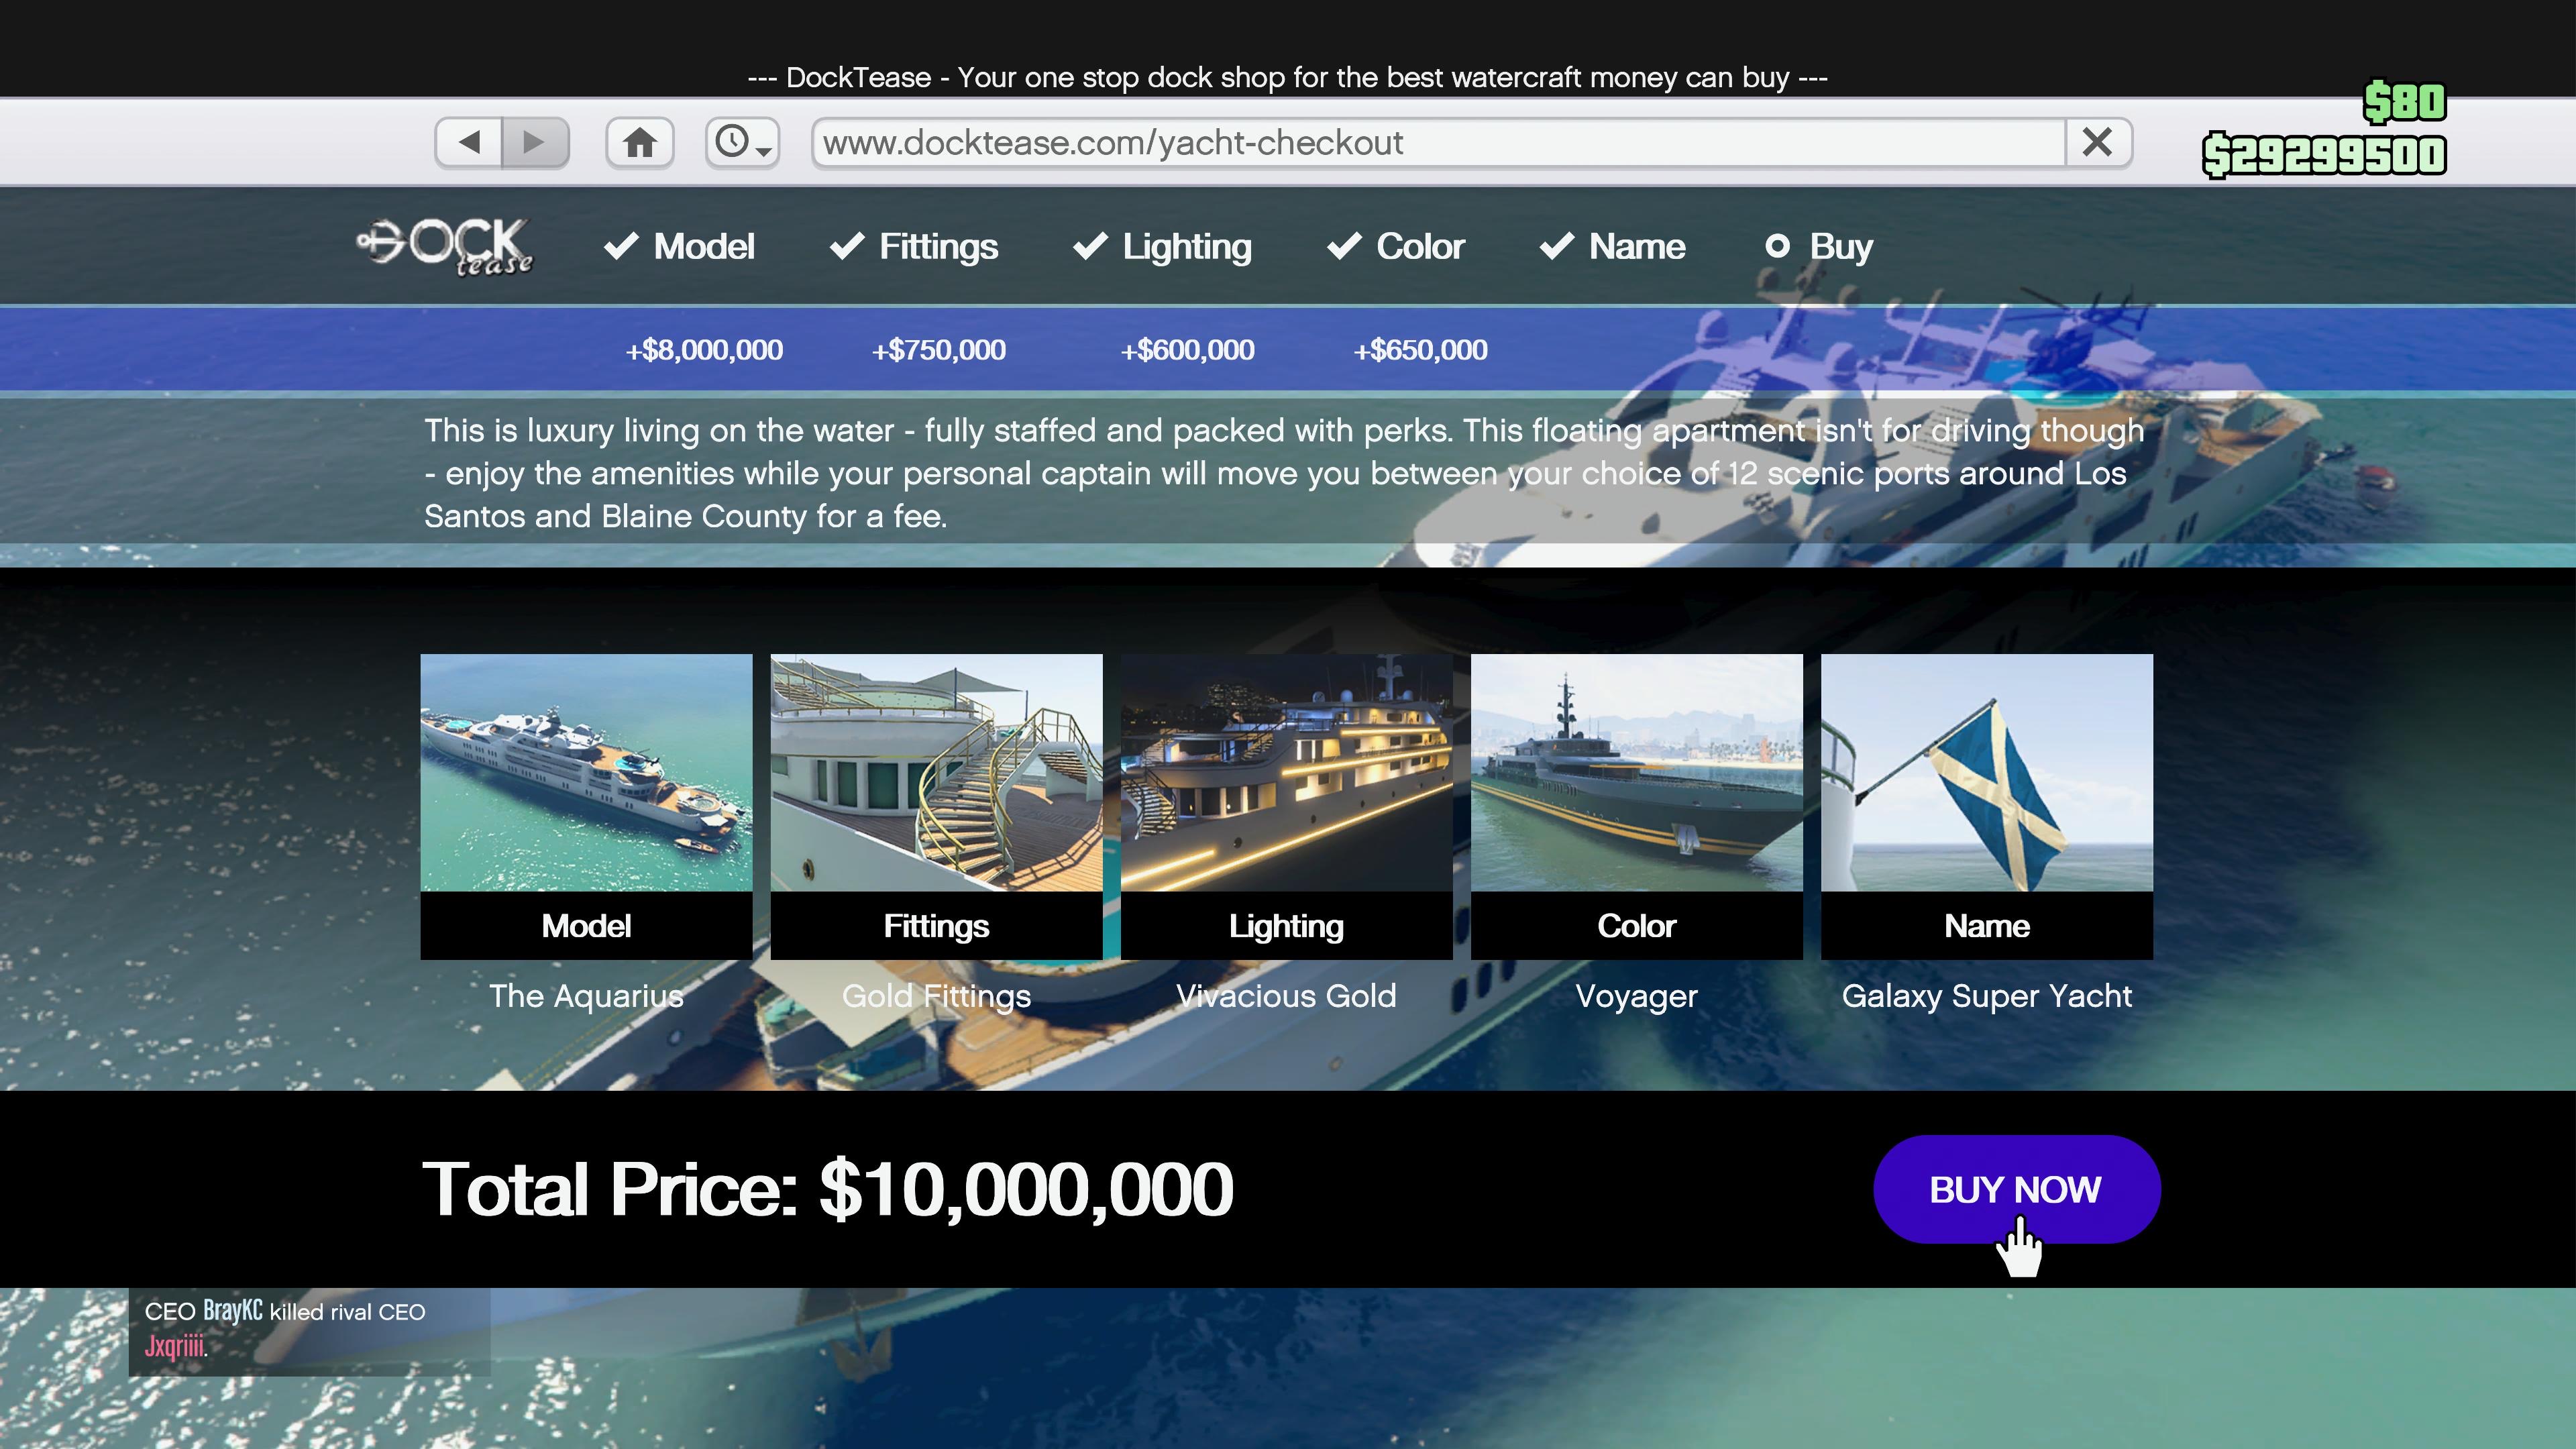 --- DockTease - Your one stop dock shop for the best watercraft money can buy ---
$80
www.docktease.com/yacht-checkout
$29299500
DOCK tease
Model
Fittings
Lighting
Color
Name
Buy
+$8,000,000
+$750,000
+$600,000
+$650,000
This is luxury living on the water - fully staffed and packed with perks. This floating apartment isn't for driving though
- enjoy the amenities while your personal captain will move you between your choice of 12 scenic ports around Los
Santos and Blaine County for a fee.
Model
Fittings
Lighting
Color
Name
The Aquarius
Gold Fittings
Vivacious Gold
Voyager
Galaxy Super Yacht
Total Price: $10,000,000
BUY NOW
CEO BrayKC killed rival CEO
Jxqriiii.